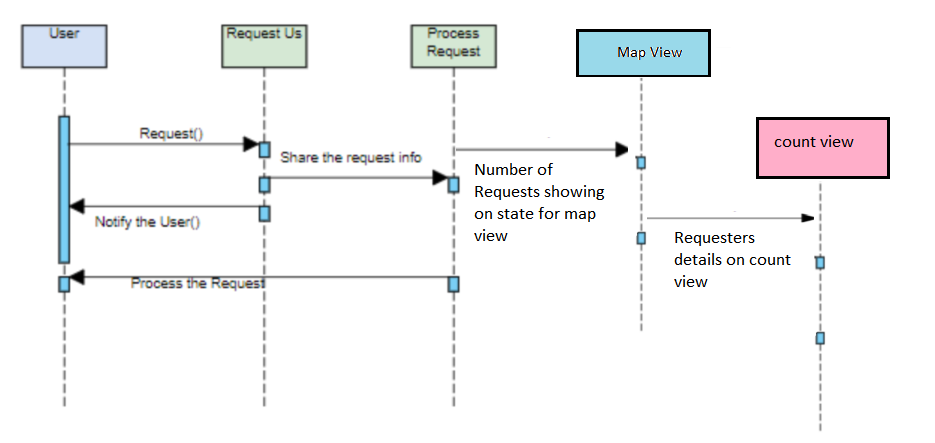 User
Request Us
Process
Request
Map View
count view
Request()
Share the request info
Number of
Requests showing
on state for map
view
Notify the User()
Requesters
details on count
view
Process the Request